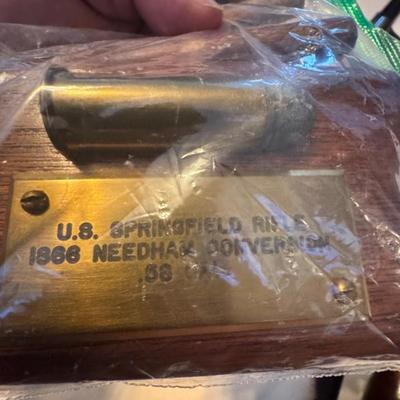 U.S. SPRINGFIELD RIFLE
1866 NEEDHAM CONVERSION
.58 CAL